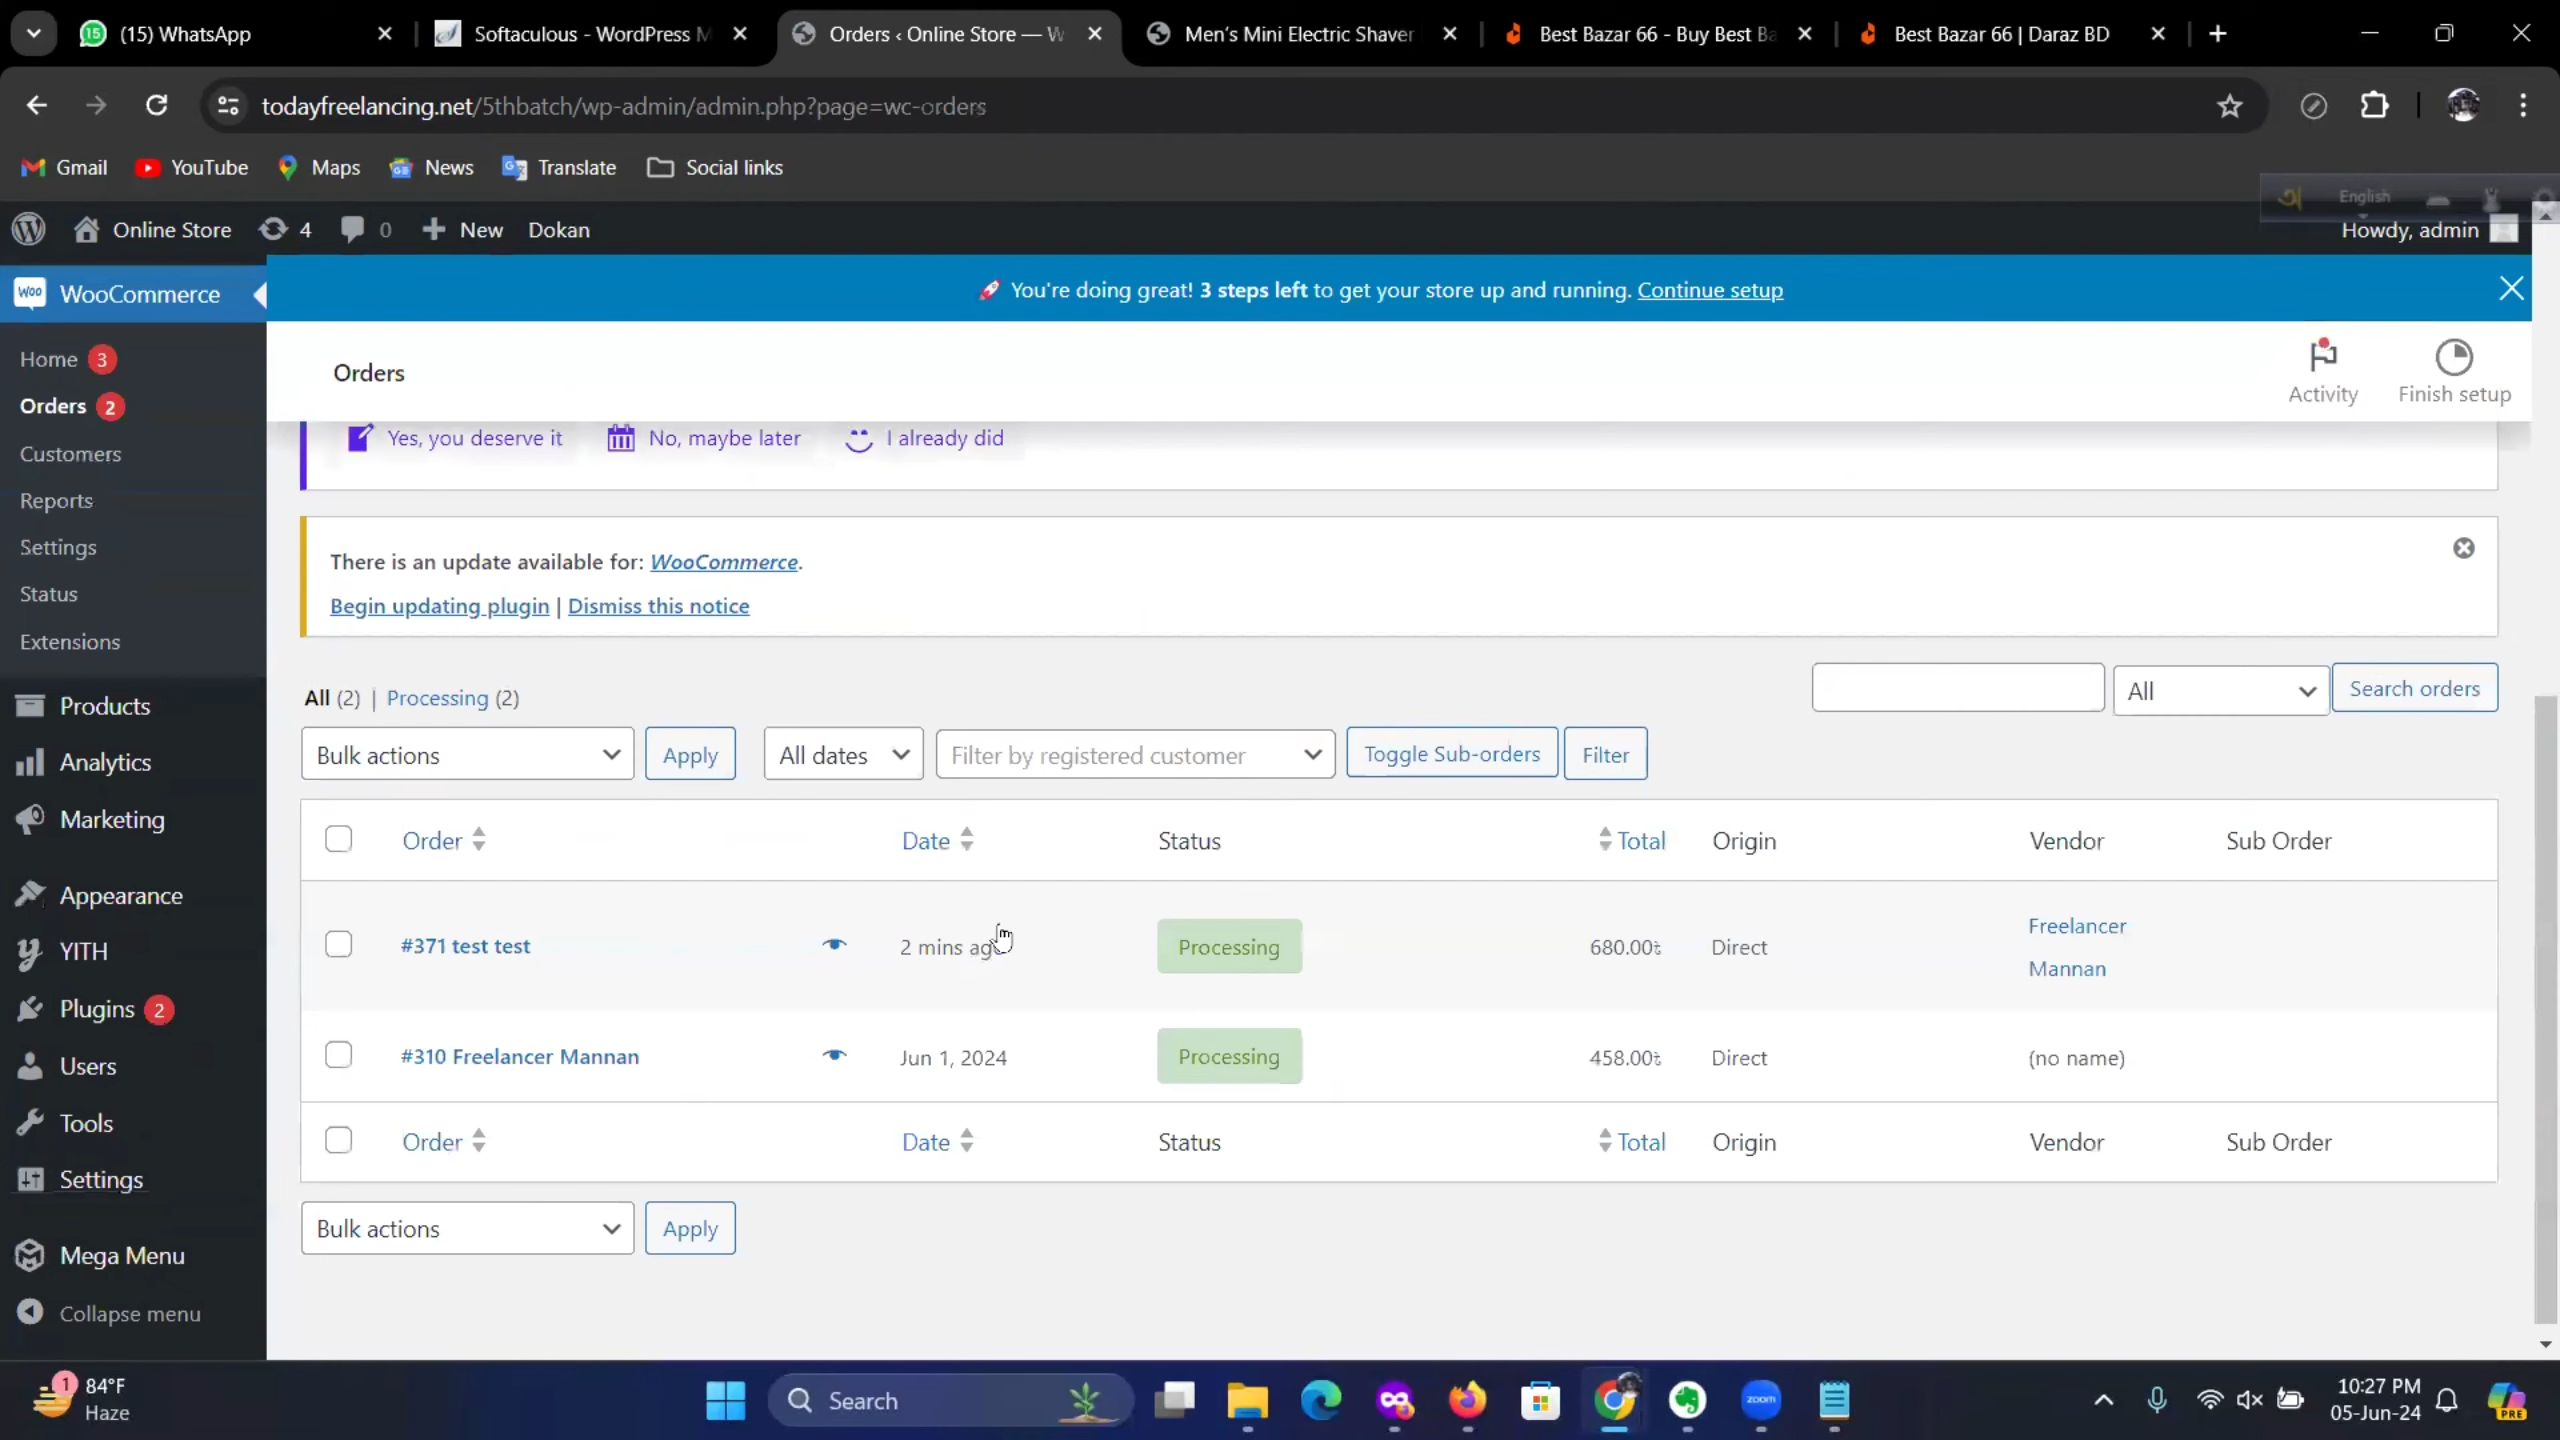 (15) WhatsApp
Softaculous - WordPress M
Orders ‹ Online Store — W
Men's Mini Electric Shaver
Best Bazar 66 - Buy Best Ba
Best Bazar 66 | Daraz BD
todayfreelancing.net/5thbatch/wp-admin/admin.php?page=wc-orders
Gmail
YouTube
Maps
News
Translate
Social links
English
Online Store
4
0
New
Dokan
Howdy, admin
WooCommerce
🚀 You're doing great! 3 steps left to get your store up and running. Continue setup
Home 3
Orders 2
Customers
Reports
Settings
Status
Extensions
Products
Analytics
Marketing
Appearance
YITH
Plugins 2
Users
Tools
Settings
Mega Menu
Collapse menu
Orders
Activity
Finish setup
Yes, you deserve it
No, maybe later
I already did
There is an update available for: WooCommerce.
Begin updating plugin | Dismiss this notice
All (2) | Processing (2)
All
Search orders
Bulk actions
Apply
All dates
Filter by registered customer
Toggle Sub-orders
Filter
Order Date Status Total Origin Vendor Sub Order
#371 test test 2 mins ago Processing 680.00৳ Direct Freelancer
Mannan
#310 Freelancer Mannan Jun 1, 2024 Processing 458.00৳ Direct (no name)
Order Date Status Total Origin Vendor Sub Order
Bulk actions
Apply
1
84°F
Haze
Search
zoom
10:27 PM
05-Jun-24
PRE